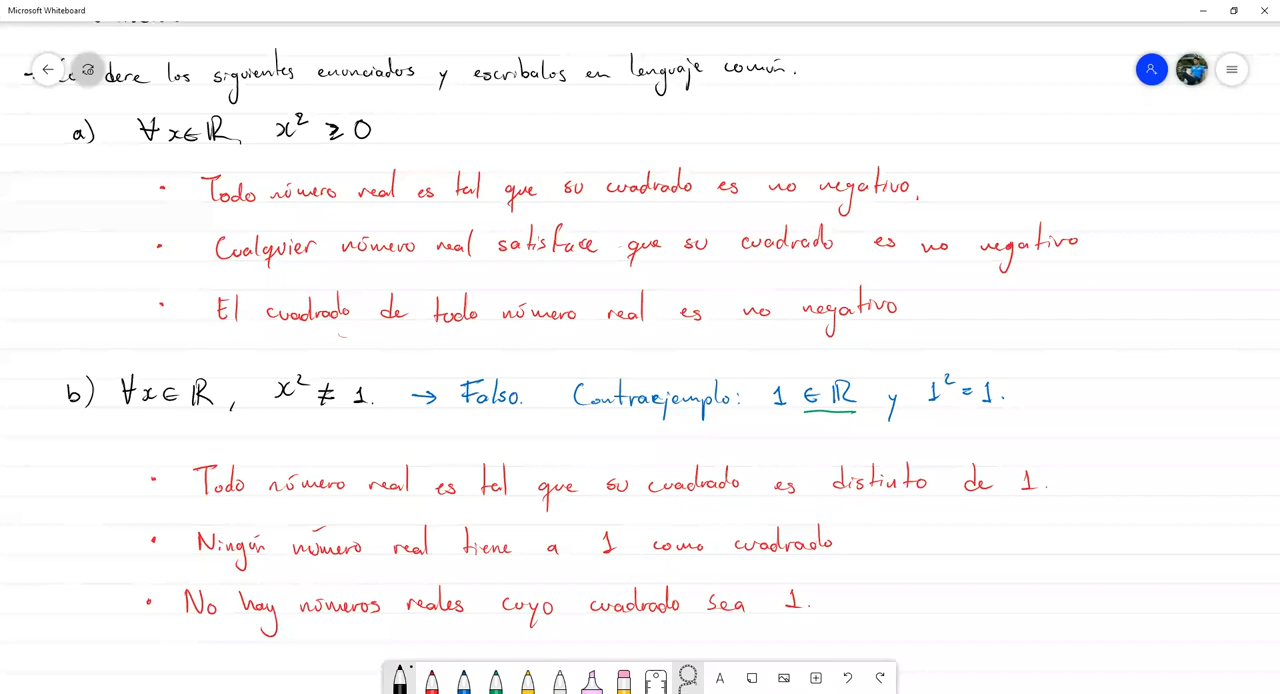 Microsoft Whiteboard
dere los siguientes enunciados y escríbalos en lenguaje común.
a) ∀x∈ℝ, x² ≥ 0
· Todo número real es tal que su cuadrado es no negativo.
· Cualquier número real satisface que su cuadrado es no negativo
· El cuadrado de todo número real es no negativo
b) ∀x∈ℝ, x² ≠ 1. → Falso. Contraejemplo: 1 ∈ ℝ y 1² = 1.
· Todo número real es tal que su cuadrado es distinto de 1.
· Ningún número real tiene a 1 como cuadrado
· No hay números reales cuyo cuadrado sea 1.
A